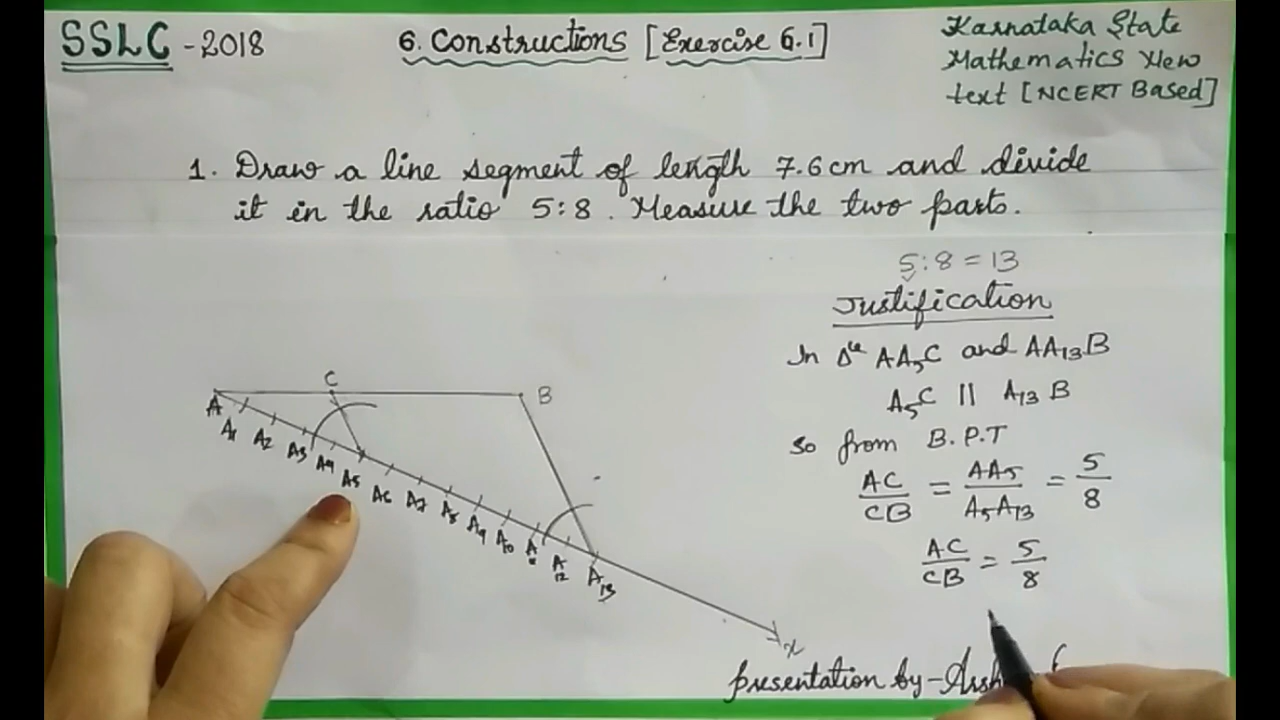 SSLC - 2018
6. Constructions [Exercise 6.1]
Karnataka State
Mathematics New
text [NCERT Based]
1. Draw a line segment of length 7.6 cm and divide
it in the ratio 5:8. Measure the two parts.
5:8 = 13
Justification
In Δle AA5C and AA13B
A5C || A13B
So from B.P.T
AC/CB = AA5/A5A13 = 5/8
AC/CB = 5/8
C
A
B
A1
A2
A3
A4
A5
A6
A7
A8
A9
A10
A11
A12
A13
x
presentation by -